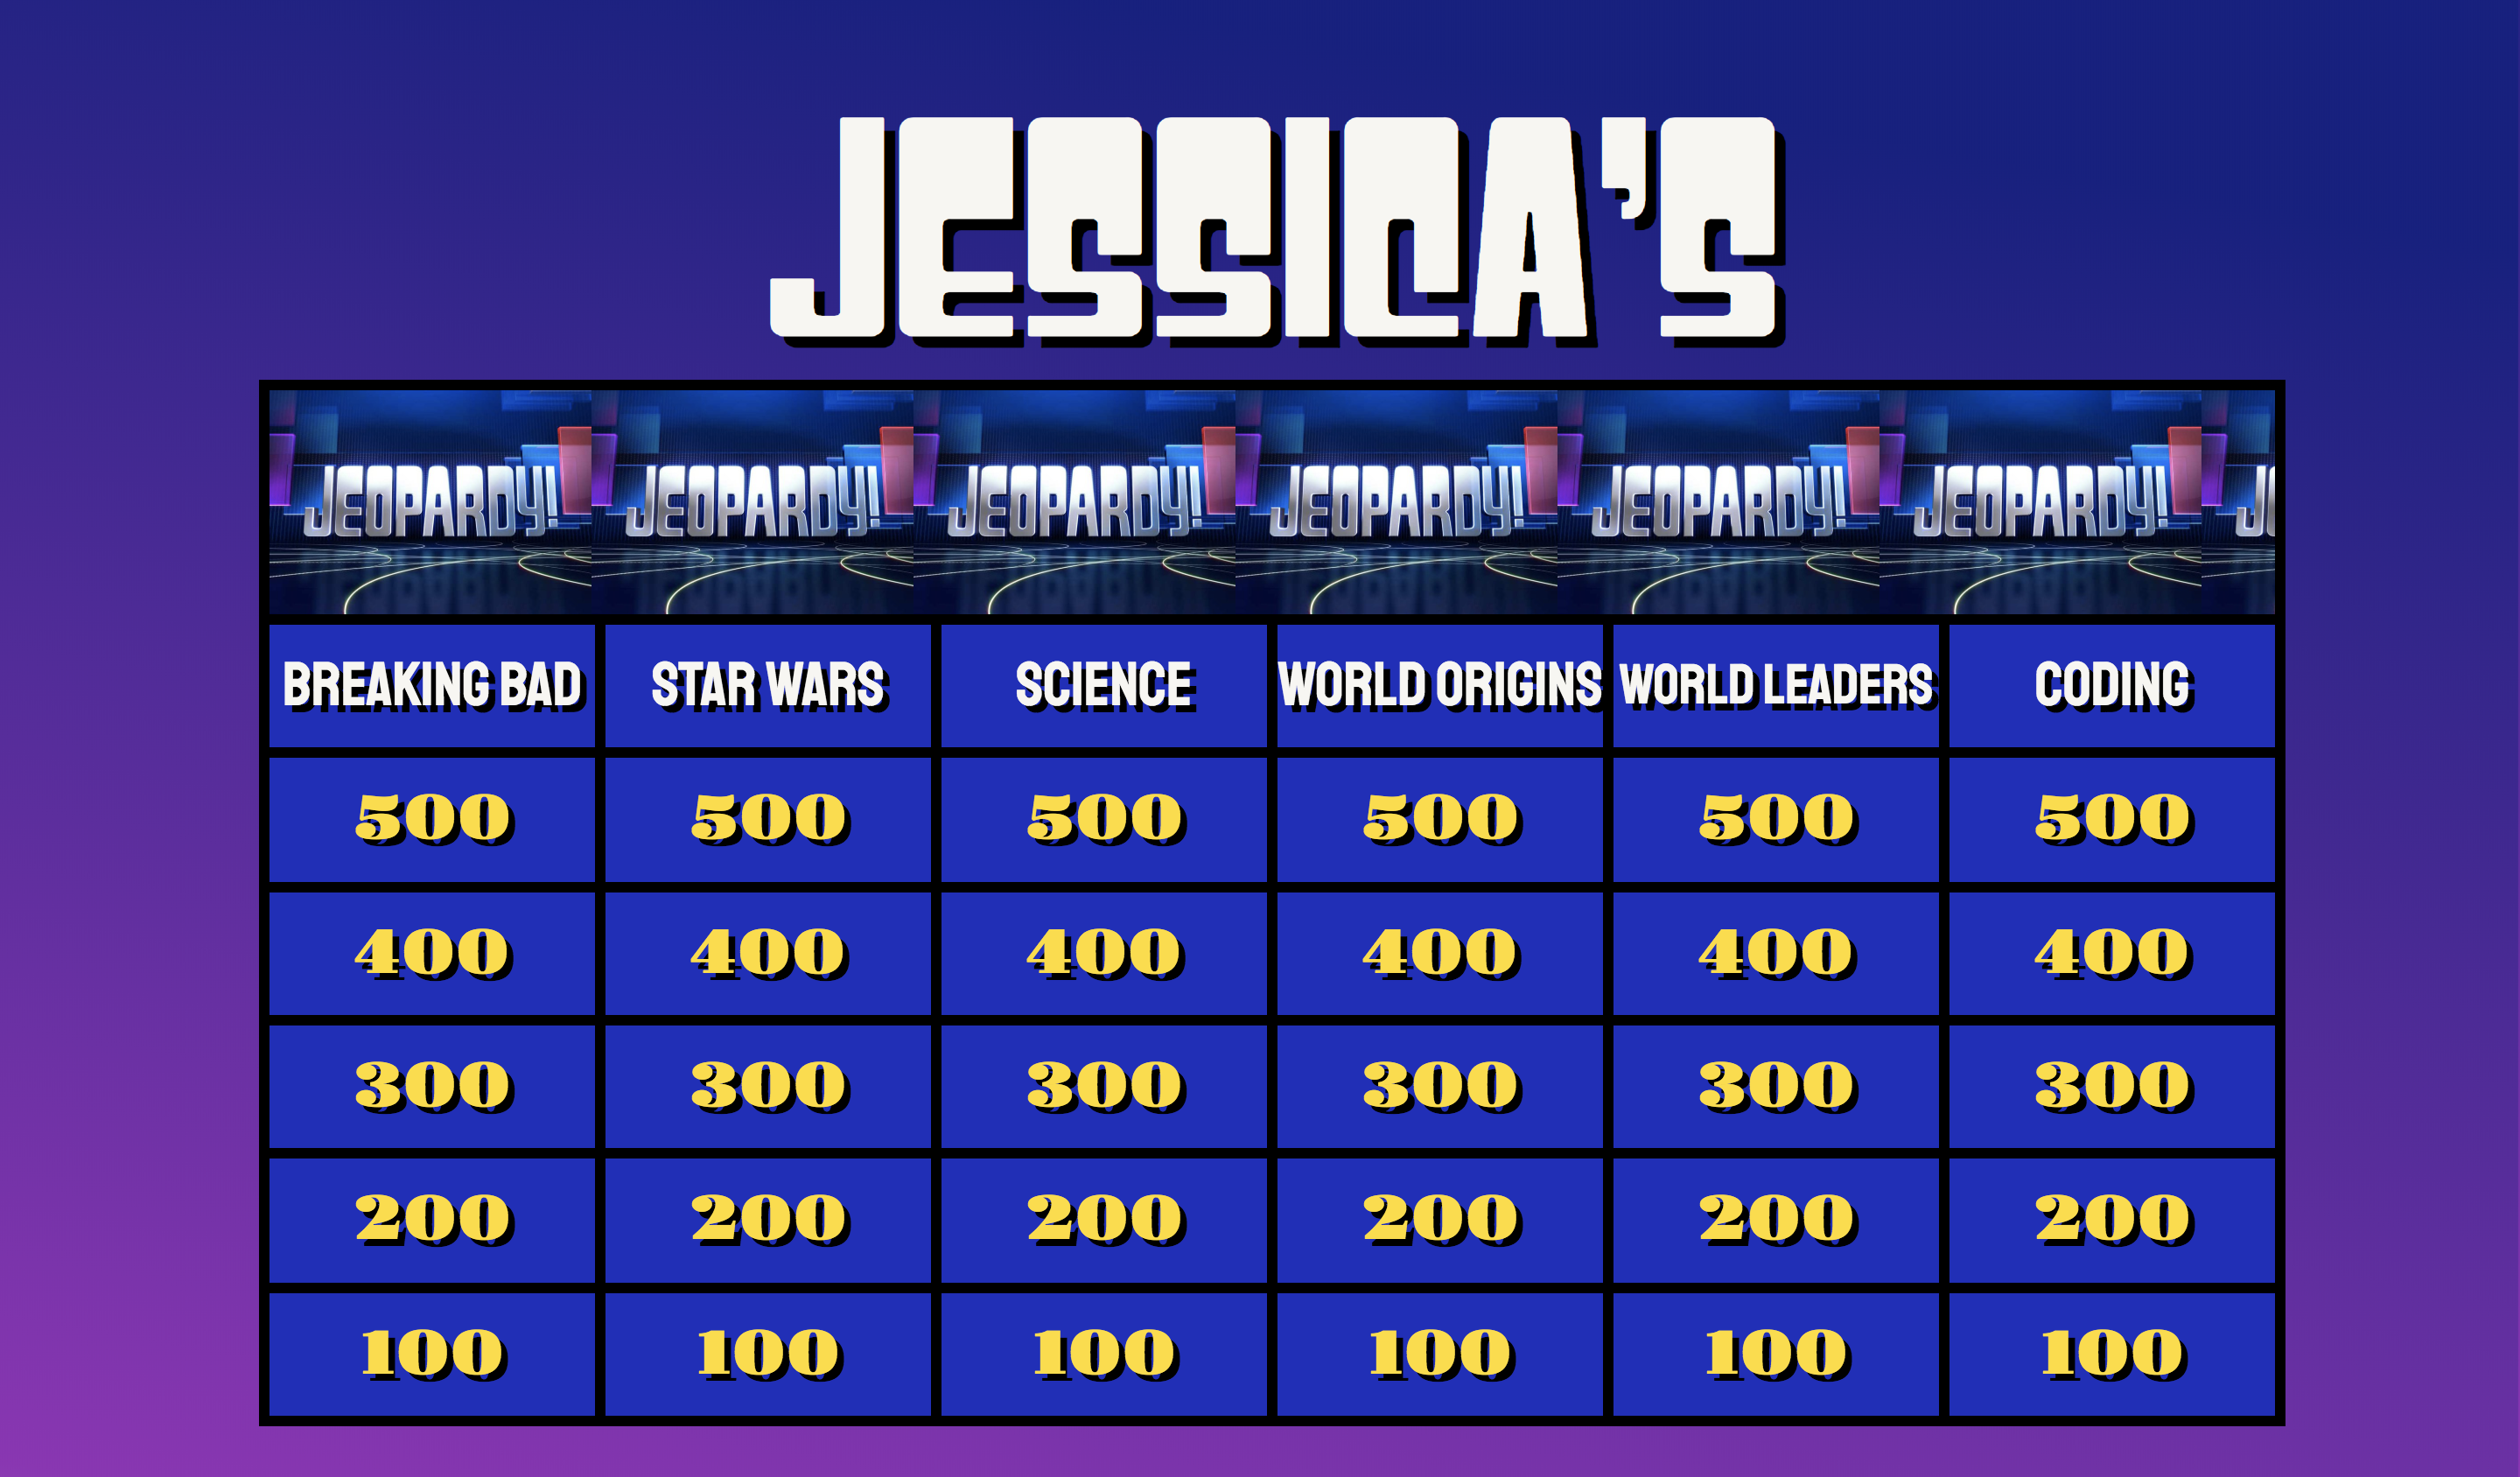 JESSICA'S
JEOPARDY! JEOPARDY! JEOPARDY! JEOPARDY! JEOPARDY! JEOPARDY! 
BREAKING BAD STAR WARS SCIENCE WORLD ORIGINS WORLD LEADERS CODING
500 500 500 500 500 500
400 400 400 400 400 400
300 300 300 300 300 300
200 200 200 200 200 200
100 100 100 100 100 100